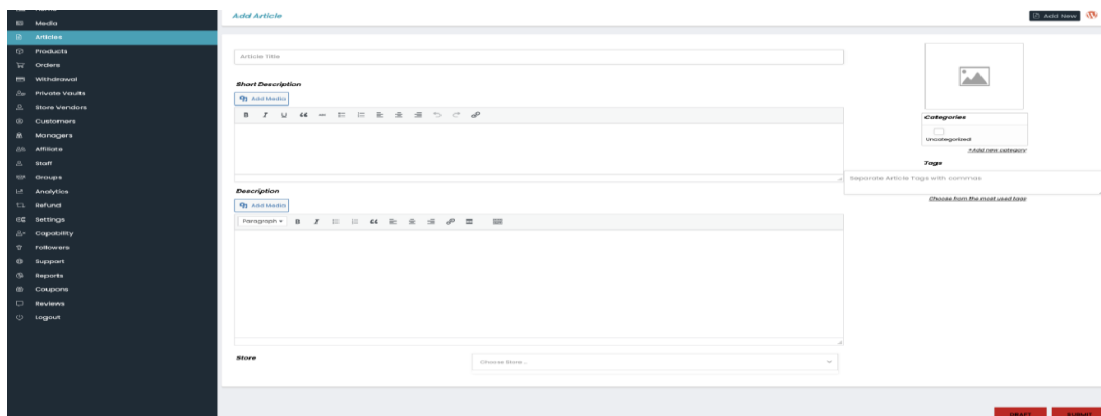 Home
Media
Articles
Products
Orders
Withdrawal
Private Vaults
Store Vendors
Customers
Managers
Affiliate
Staff
Groups
Analytics
Refund
Settings
Capability
Followers
Support
Reports
Coupons
Reviews
Logout
Add Article
Add New
Article Title
Short Description
Add Media
B I U
Description
Add Media
Paragraph B I
Store
Choose Store ...
Categories
Uncategorized
+Add new category
Tags
Separate Article Tags with commas
Choose from the most used tags
DRAFT SUBMIT